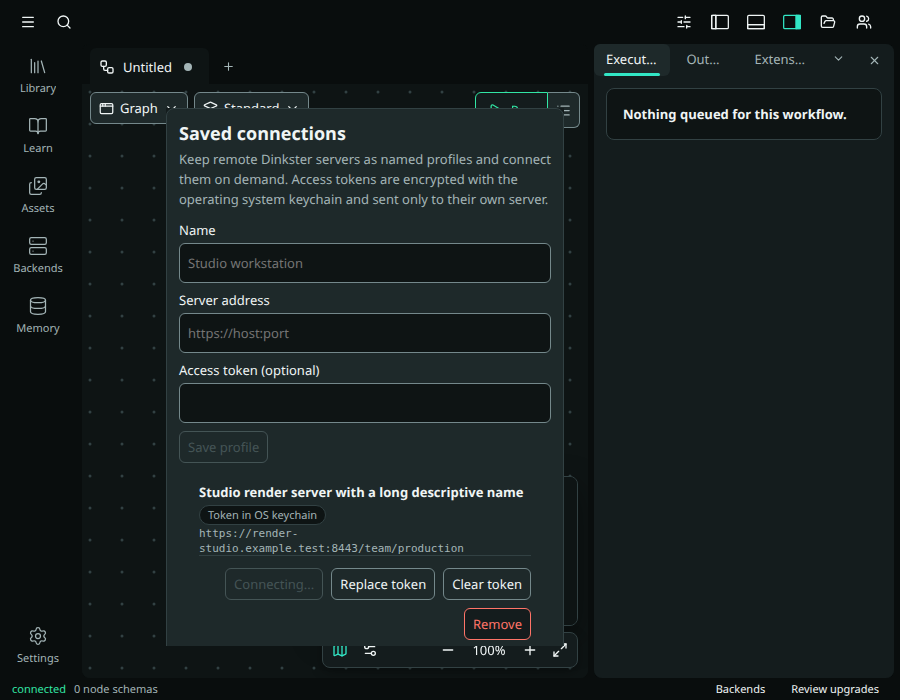 Untitled
Execut...
Out...
Extens...
Library
Learn
Assets
Backends
Memory
Settings
Graph
Standard
Nothing queued for this workflow.
Saved connections
Keep remote Dinkster servers as named profiles and connect
them on demand. Access tokens are encrypted with the
operating system keychain and sent only to their own server.
Name
Studio workstation
Server address
https://host:port
Access token (optional)
Save profile
Studio render server with a long descriptive name
Token in OS keychain
https://render-
studio.example.test:8443/team/production
Connecting...
Replace token
Clear token
Remove
100%
connected
0 node schemas
Backends
Review upgrades